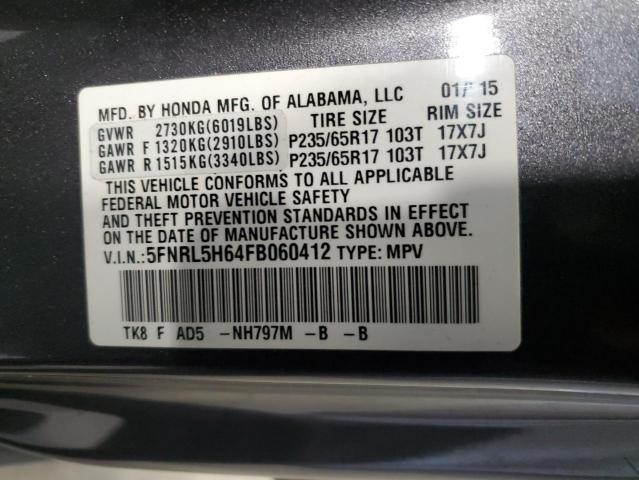 MFD. BY HONDA MFG. OF ALABAMA, LLC 01/ 15
TIRE SIZE RIM SIZE
GVWR 2730KG(6019LBS)
GAWR F 1320KG(2910LBS) P235/65R17 103T 17X7J
GAWR R 1515KG(3340LBS) P235/65R17 103T 17X7J
THIS VEHICLE CONFORMS TO ALL APPLICABLE
FEDERAL MOTOR VEHICLE SAFETY
AND THEFT PREVENTION STANDARDS IN EFFECT
ON THE DATE OF MANUFACTURE SHOWN ABOVE.
V.I.N.:5FNRL5H64FB060412 TYPE: MPV
TK8 F AD5 -NH797M -B -B